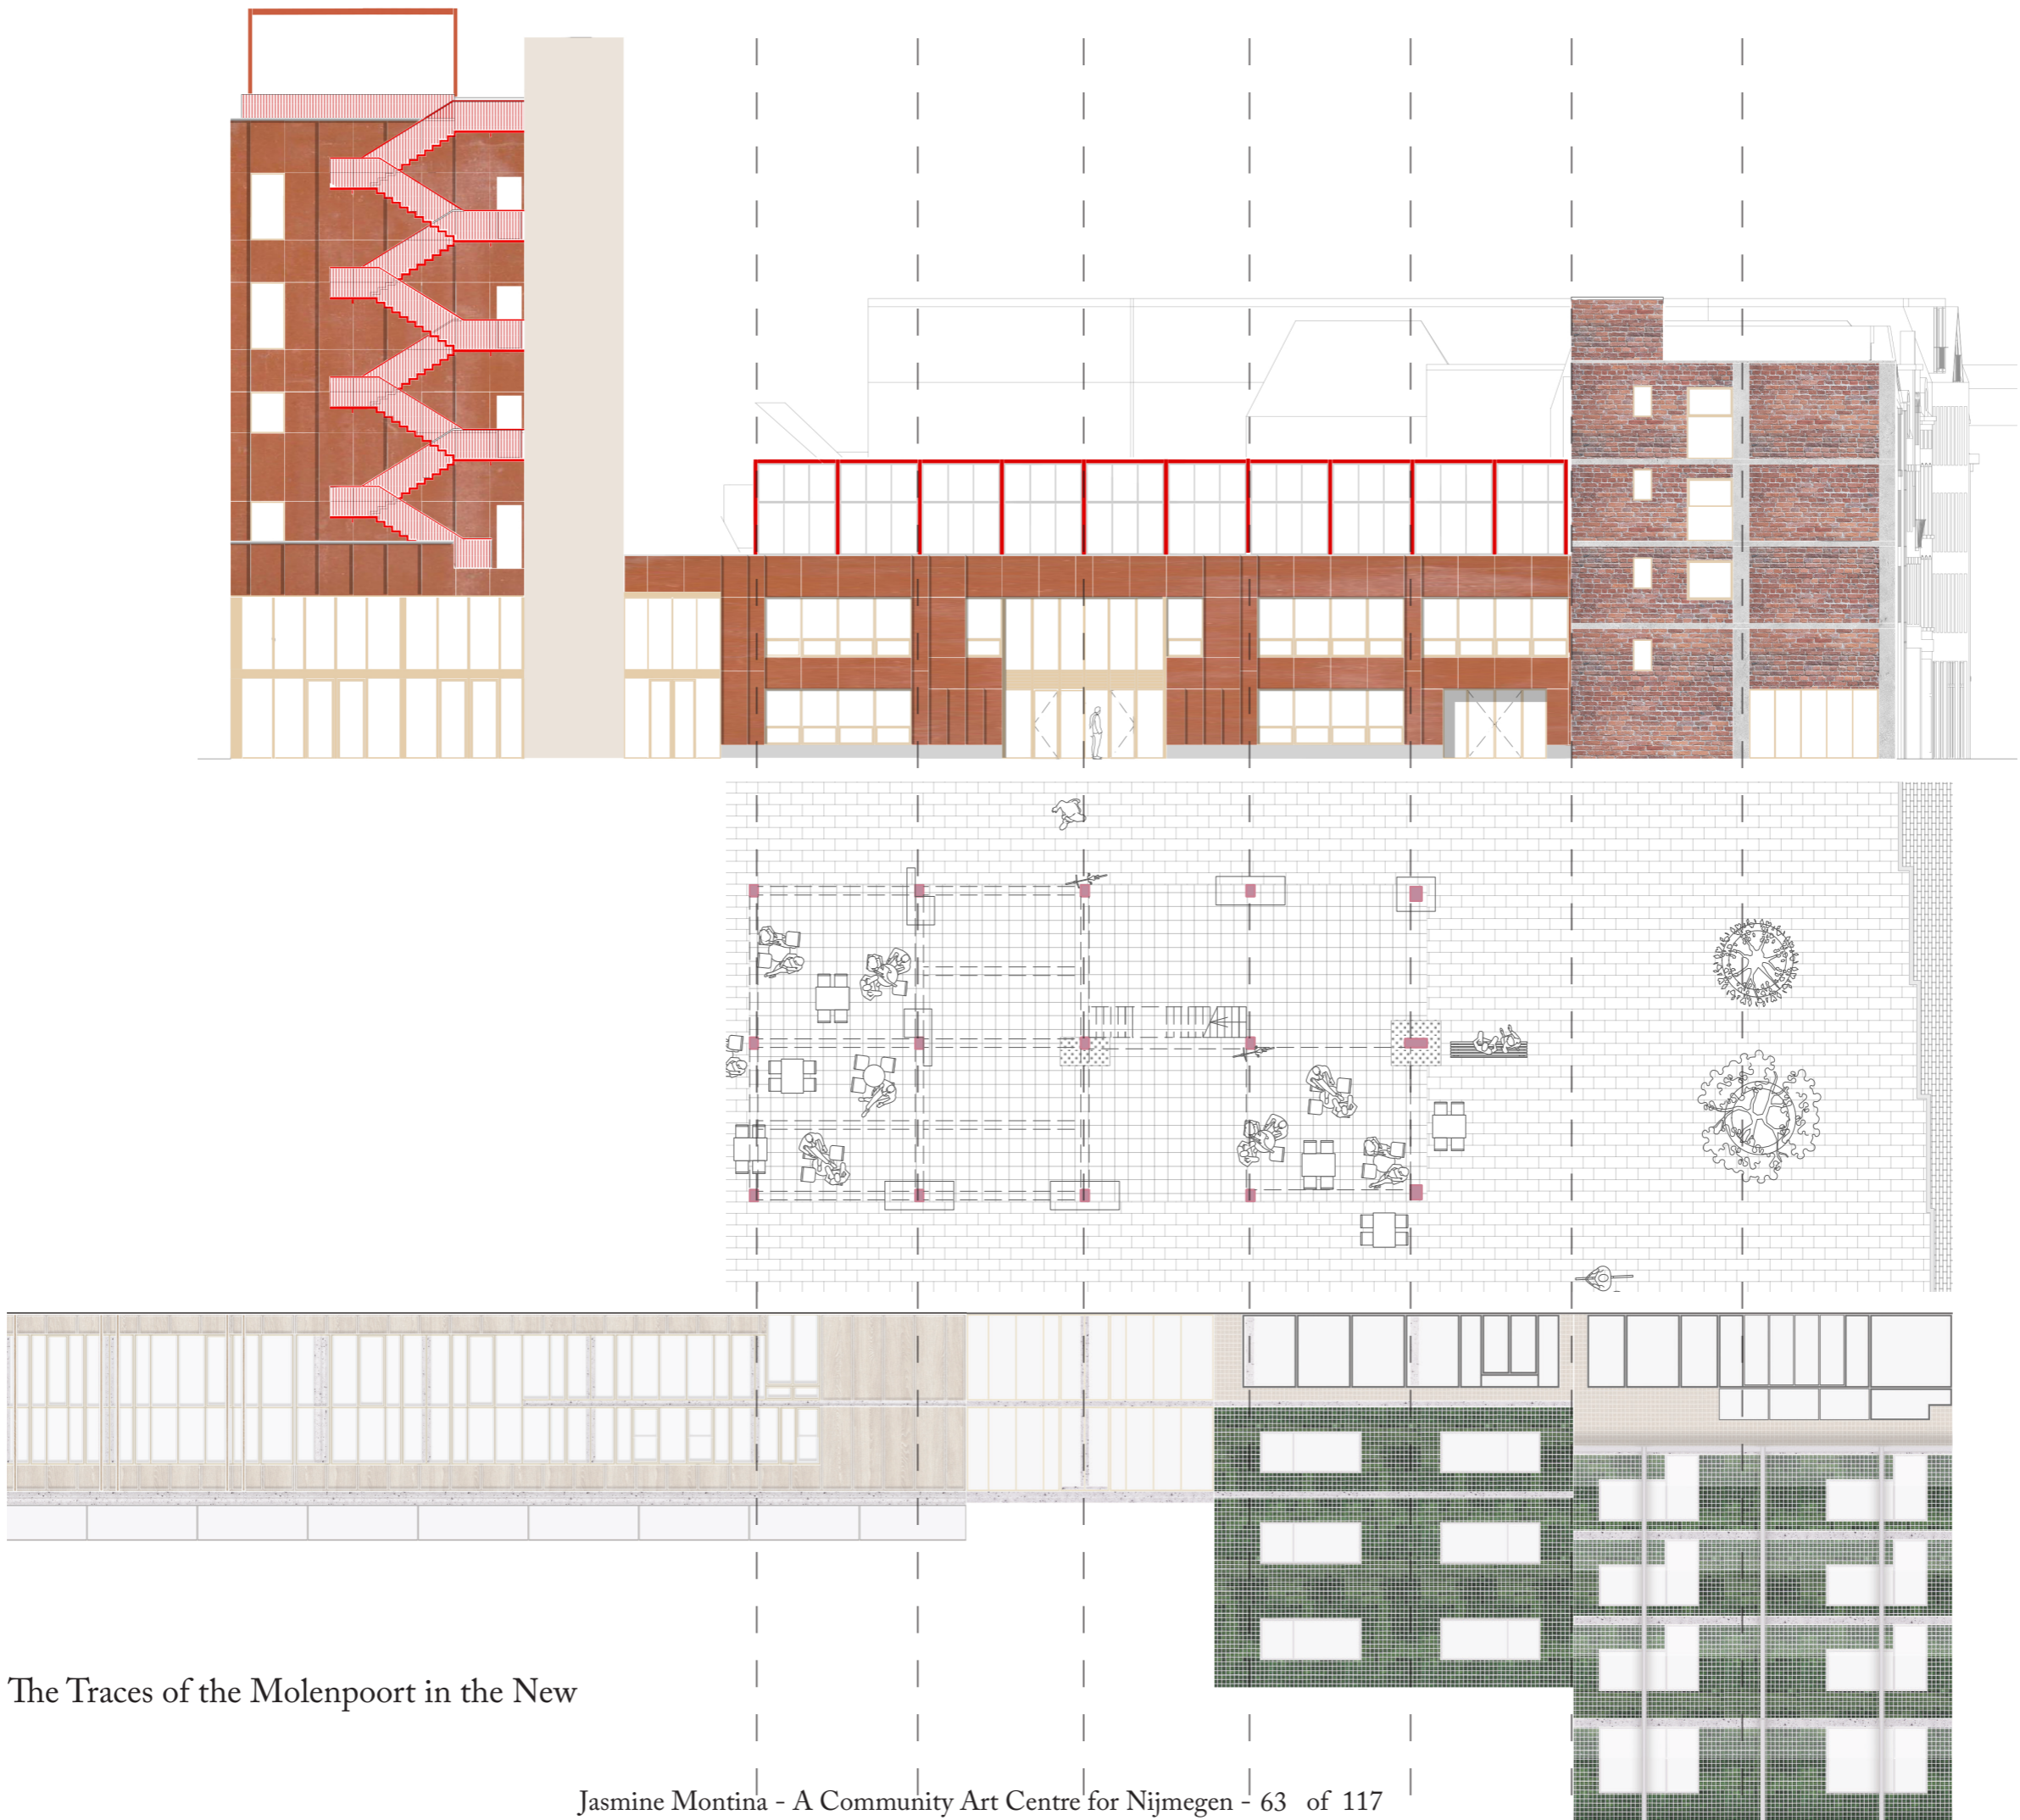 The Traces of the Molenpoort in the New
Jasmine Montina - A Community Art Centre for Nijmegen - 63 of 117